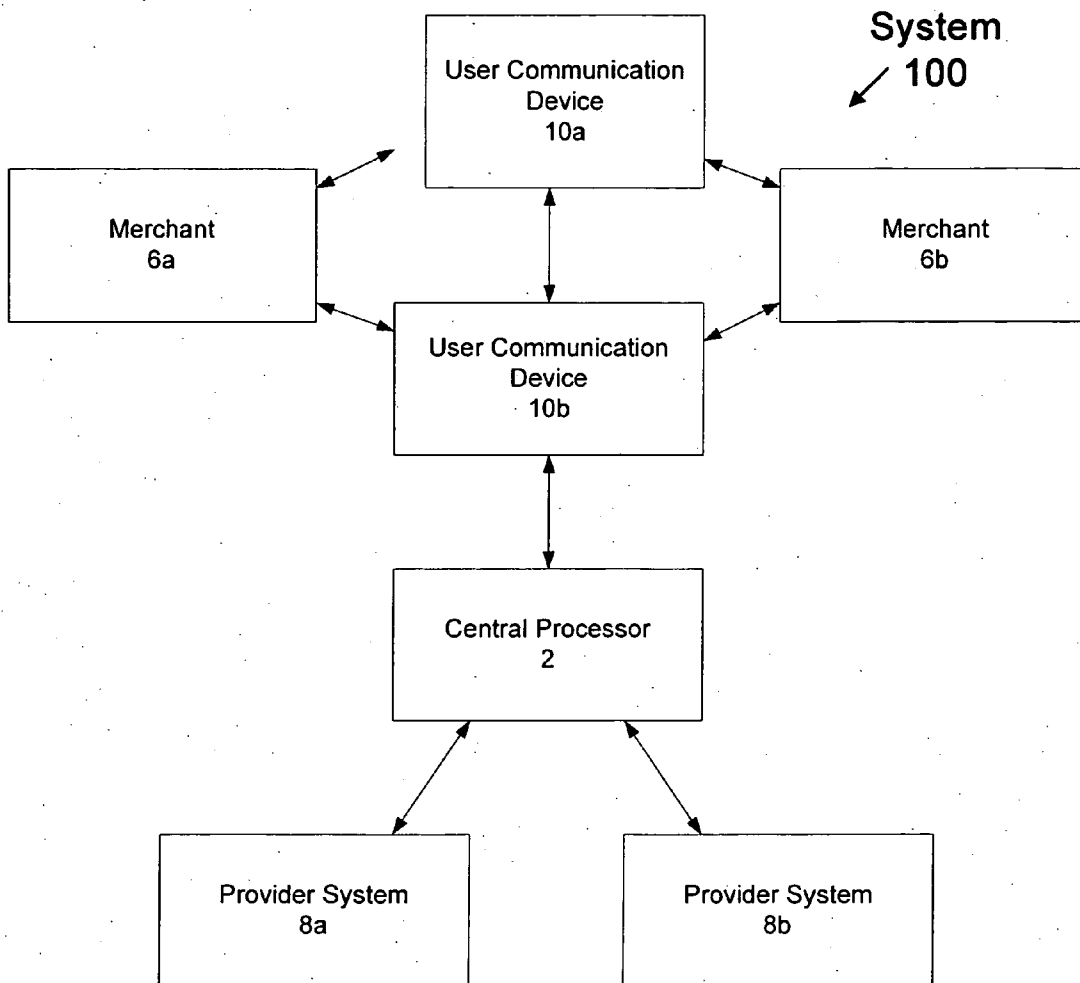 System
100
User Communication
Device
10a
Merchant
6a
Merchant
6b
User Communication
Device
10b
Central Processor
2
Provider System
8a
Provider System
8b